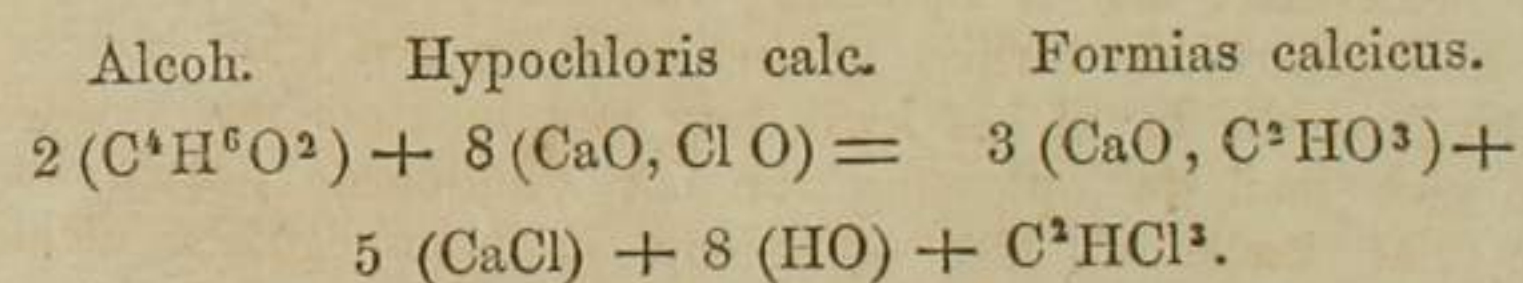 Alcoh. Hypochloris calc. Formias calcicus.
2 (C⁴H⁶O²) + 8 (CaO, Cl O) = 3 (CaO, C²HO³) +
5 (CaCl) + 8 (HO) + C²HCl³.